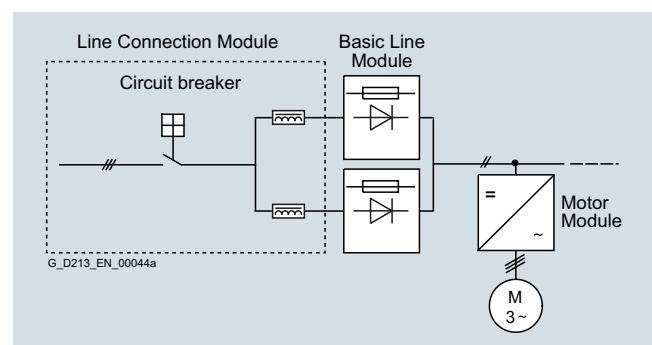 Line Connection Module
Basic Line
Module
Circuit breaker
=
~
Motor
Module
G_D213_EN_00044a
M
3~